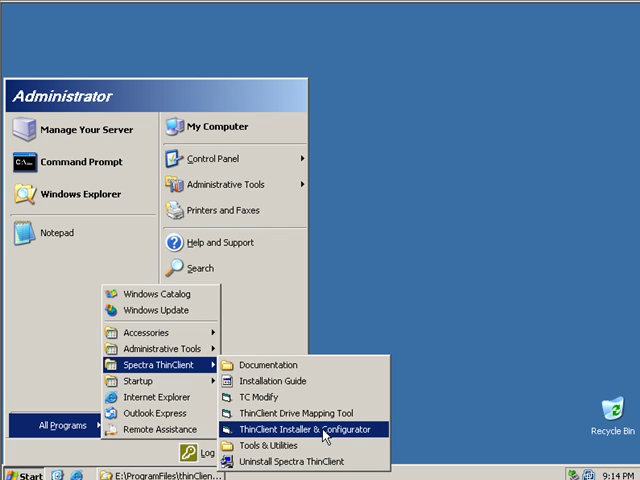 Administrator
Manage Your Server
Command Prompt
Windows Explorer
Notepad
My Computer
Control Panel
Administrative Tools
Printers and Faxes
Help and Support
Search
Windows Catalog
Windows Update
Accessories
Administrative Tools
Spectra ThinClient
Startup
Internet Explorer
Outlook Express
Remote Assistance
Documentation
Installation Guide
TC Modify
ThinClient Drive Mapping Tool
ThinClient Installer & Configurator
Tools & Utilities
Uninstall Spectra ThinClient
All Programs
Log
Recycle Bin
Start
E:\ProgramFiles\thinClien...
9:14 PM